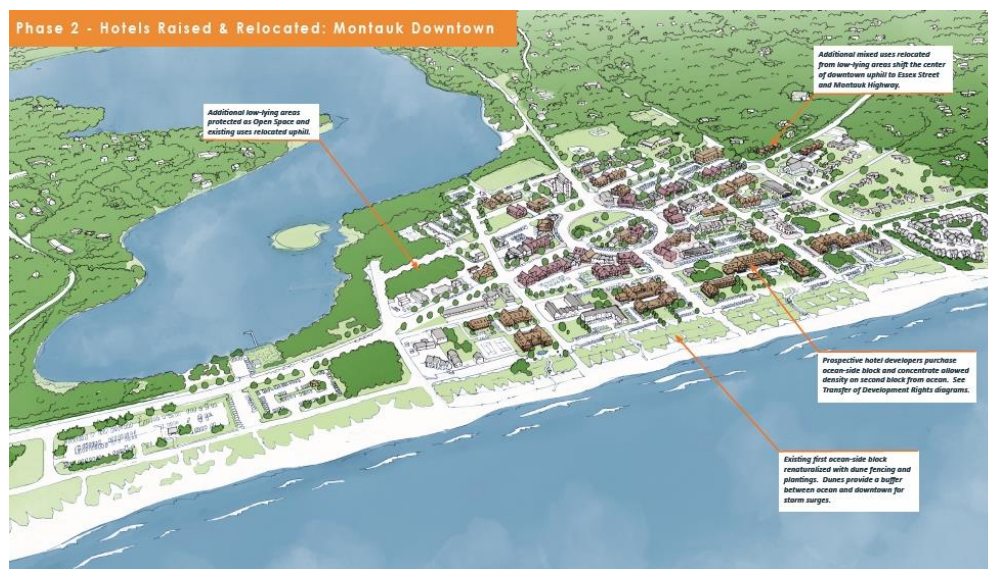 Phase 2 - Hotels Raised & Relocated: Montauk Downtown
Additional mixed uses relocated
from low-lying areas shift the center
of downtown uphill to Essex Street
and Montauk Highway.
Additional low-lying areas
protected as Open Space and
existing uses relocated uphill.
Prospective hotel developers purchase
ocean-side block and concentrate allowed
density on second block from ocean. See
Transfer of Development Rights diagrams.
Existing first ocean-side block
renaturalized with dune fencing and
plantings. Dunes provide a buffer
between ocean and downtown for
storm surges.